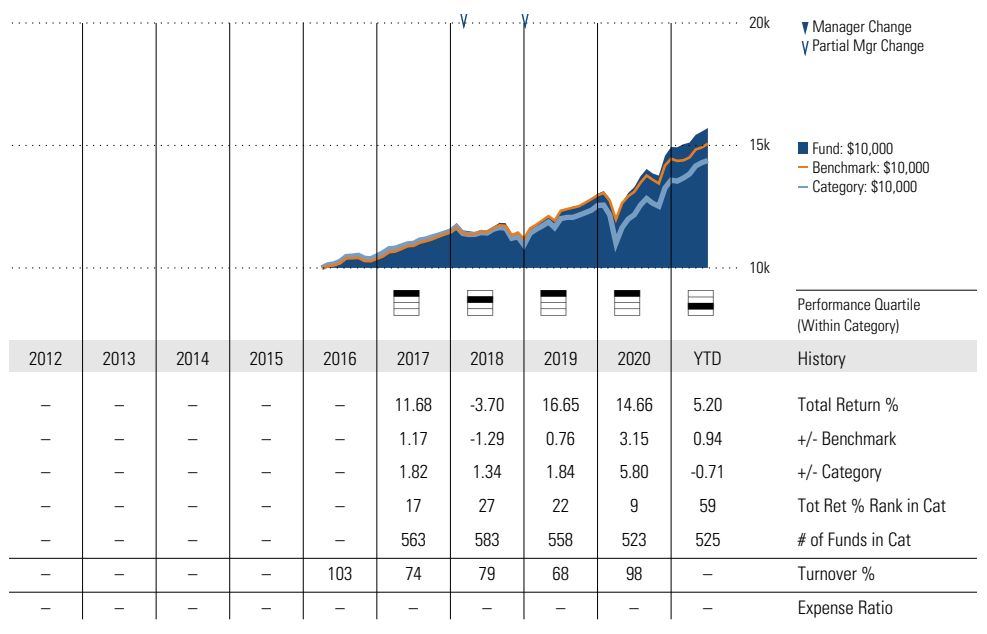 20k
▼ Manager Change
V Partial Mgr Change
15k
Fund: $10,000
Benchmark: $10,000
Category: $10,000
10k
Performance Quartile
(Within Category)
2012 2013 2014 2015 2016 2017 2018 2019 2020 YTD History
– – – – – 11.68 -3.70 16.65 14.66 5.20 Total Return %
– – – – – 1.17 -1.29 0.76 3.15 0.94 +/- Benchmark
– – – – – 1.82 1.34 1.84 5.80 -0.71 +/- Category
– – – – – 17 27 22 9 59 Tot Ret % Rank in Cat
– – – – – 563 583 558 523 525 # of Funds in Cat
– – – – 103 74 79 68 98 – Turnover %
– – – – – – – – – – Expense Ratio